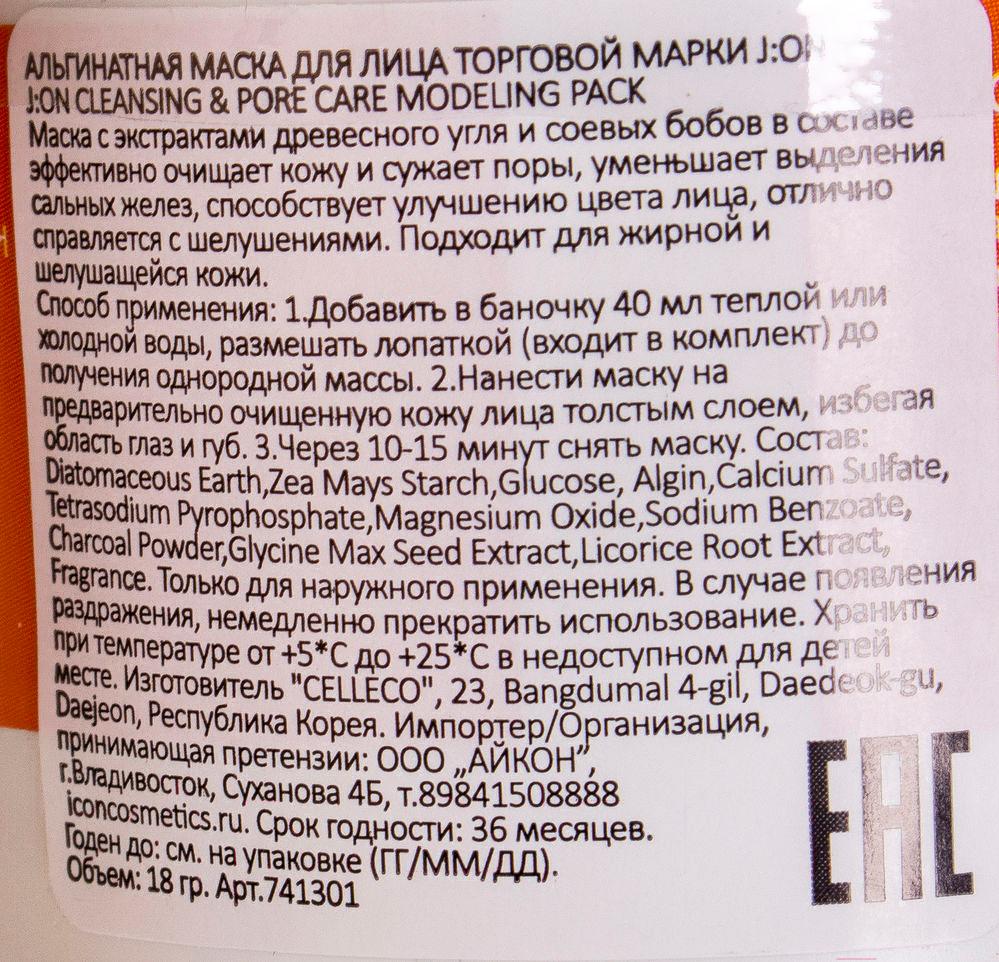 АЛЬГИНАТНАЯ МАСКА ДЛЯ ЛИЦА ТОРГОВОЙ МАРКИ J:ON
J:ON CLEANSING & PORE CARE MODELING PACK
Маска с экстрактами древесного угля и соевых бобов в составе
эффективно очищает кожу и сужает поры, уменьшает выделения
сальных желез, способствует улучшению цвета лица, отлично
справляется с шелушениями. Подходит для жирной и
шелушащейся кожи.
Способ применения: 1.Добавить в баночку 40 мл теплой или
холодной воды, размешать лопаткой (входит в комплект) до
получения однородной массы. 2.Нанести маску на
предварительно очищенную кожу лица толстым слоем, избегая
область глаз и губ. 3.Через 10-15 минут снять маску. Состав:
Diatomaceous Earth,Zea Mays Starch,Glucose, Algin,Calcium Sulfate,
Tetrasodium Pyrophosphate,Magnesium Oxide,Sodium Benzoate,
Charcoal Powder,Glycine Max Seed Extract,Licorice Root Extract,
Fragrance. Только для наружного применения. В случае появления
раздражения, немедленно прекратить использование. Хранить
при температуре от +5*С до +25*С в недоступном для детей
месте. Изготовитель "CELLECO", 23, Bangdumal 4-gil, Daedeok-gu,
Daejeon, Республика Корея. Импортер/Организация,
принимающая претензии: ООО „АЙКОН”,
г.Владивосток, Суханова 4Б, т.89841508888
iconcosmetics.ru. Срок годности: 36 месяцев.
Годен до: см. на упаковке (ГГ/ММ/ДД).
Объем: 18 гр. Арт.741301
EAC